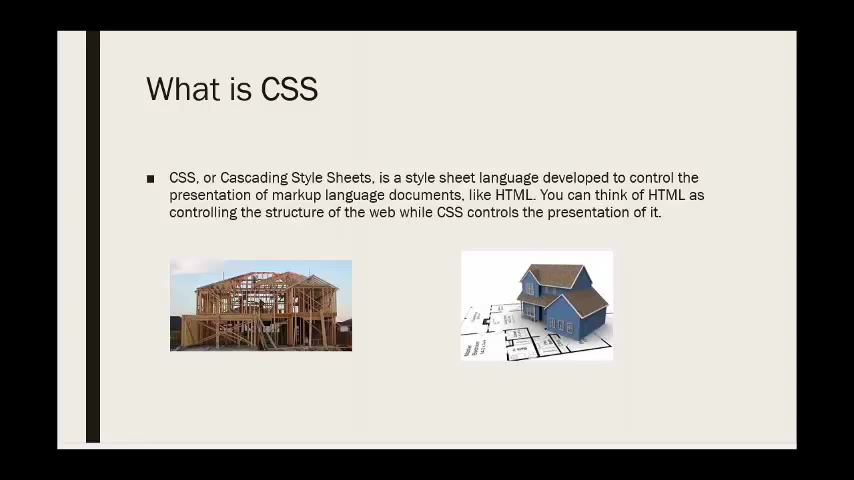 What is CSS
CSS, or Cascading Style Sheets, is a style sheet language developed to control the
presentation of markup language documents, like HTML. You can think of HTML as
controlling the structure of the web while CSS controls the presentation of it.